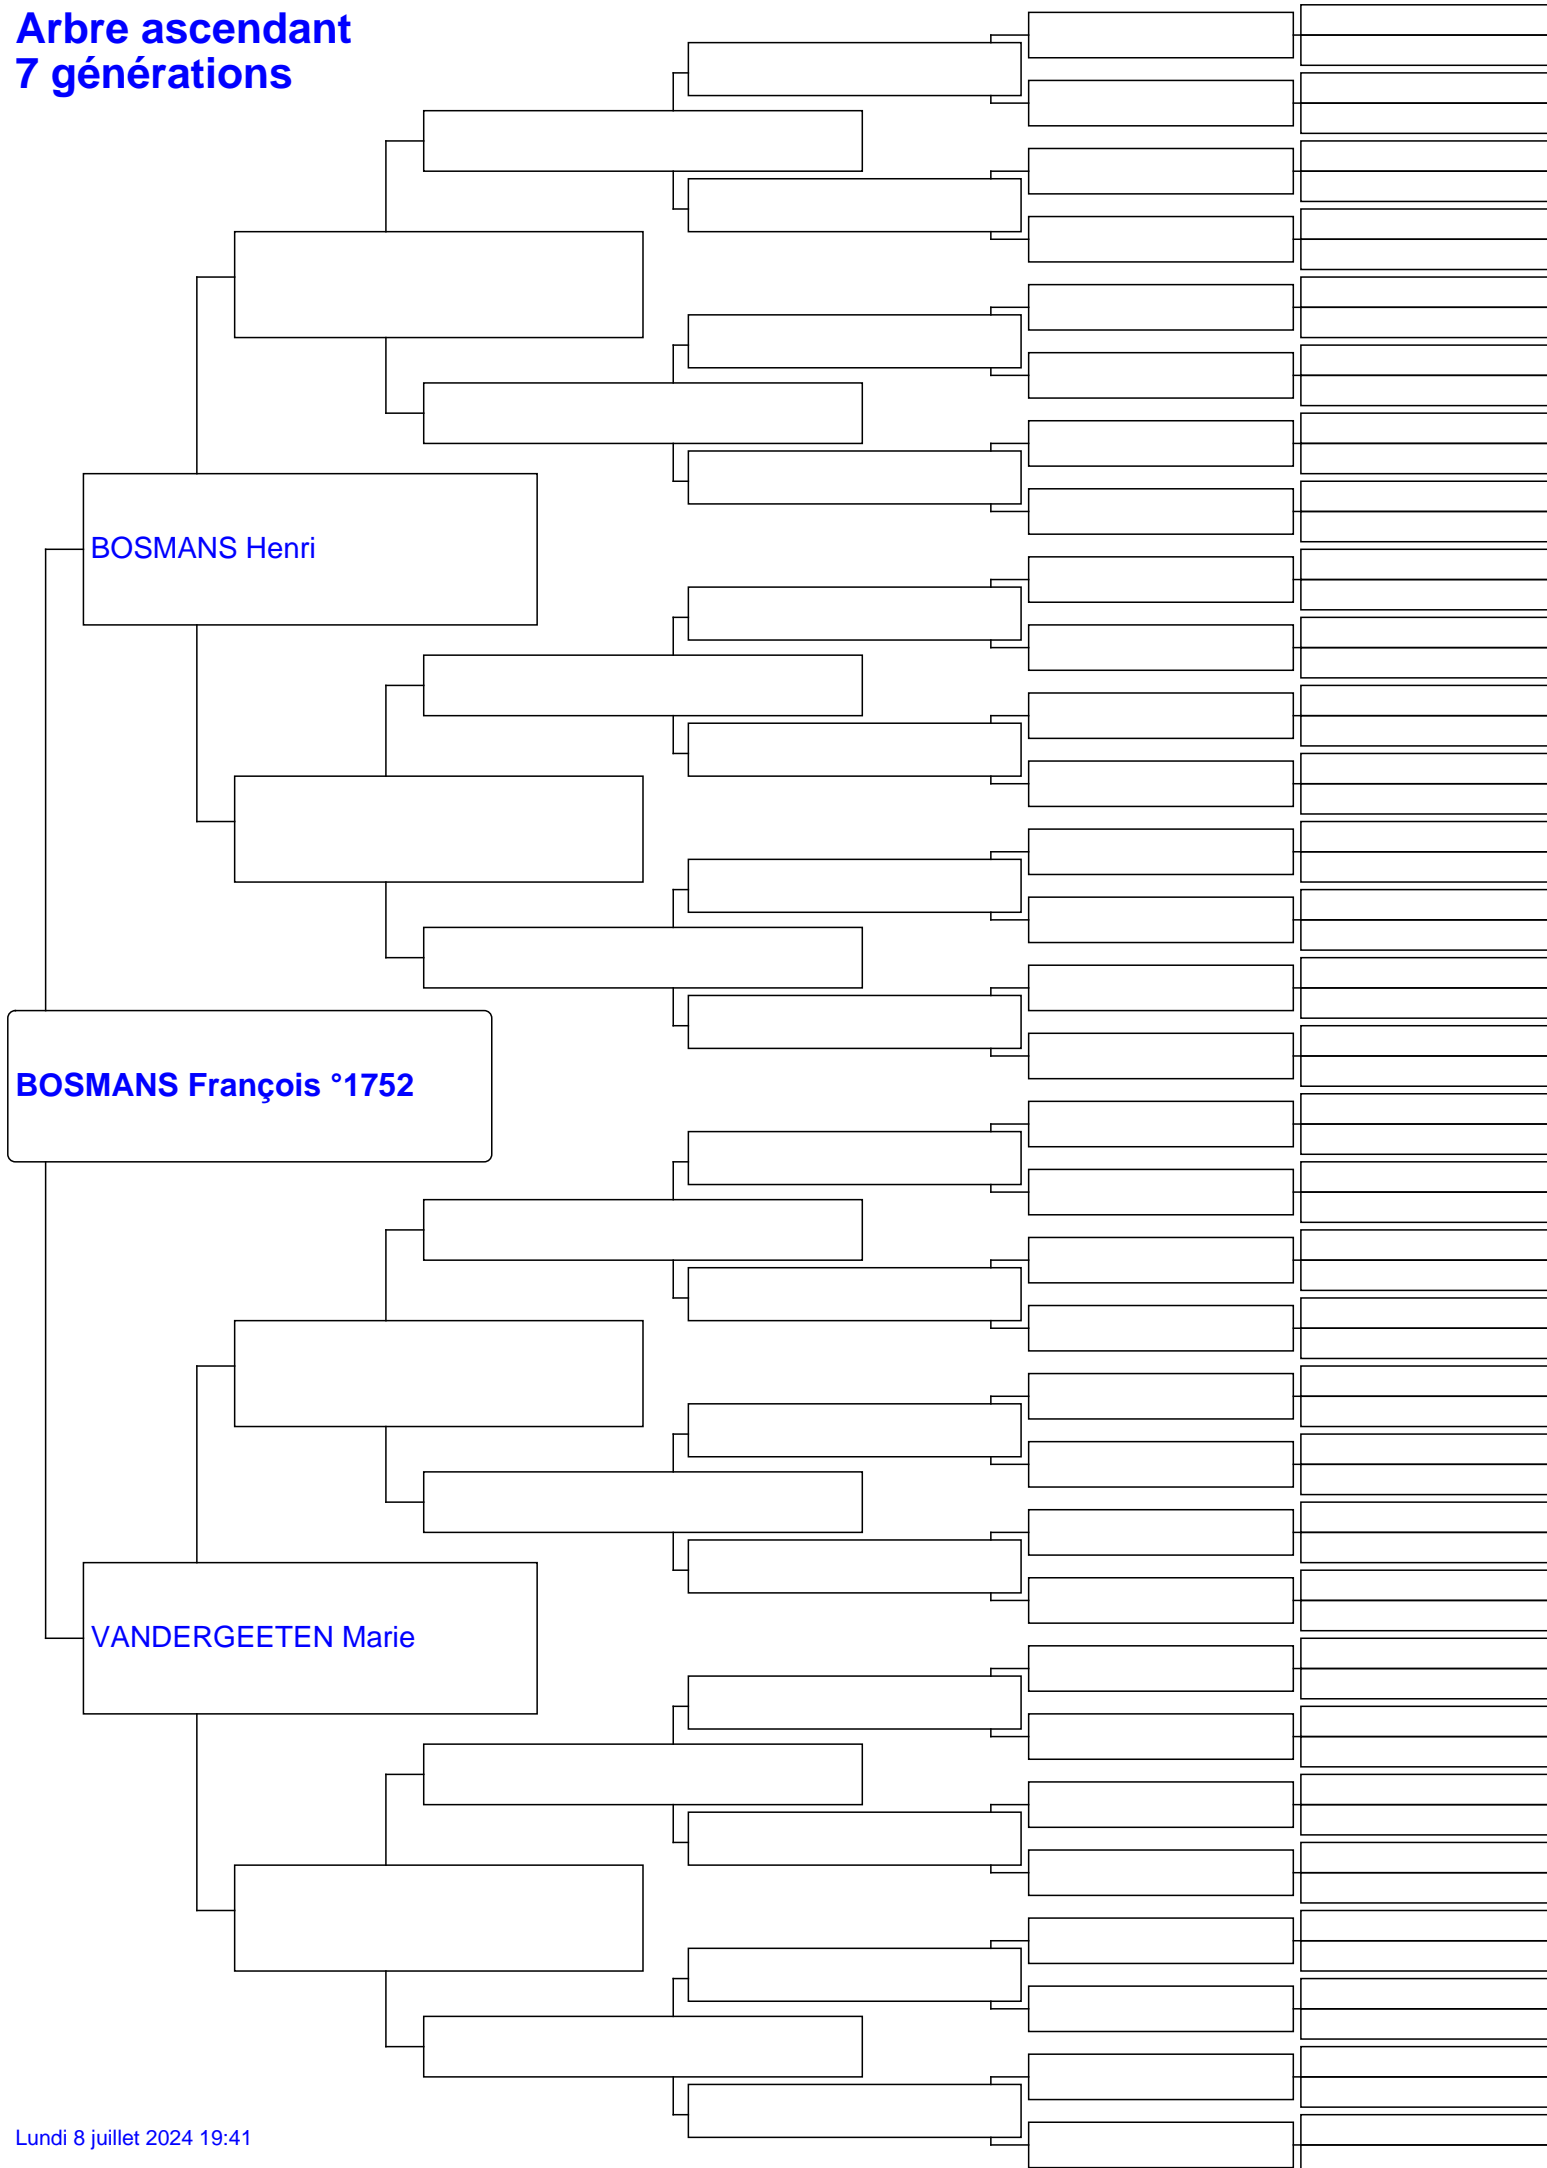 Arbre ascendant
7 générations
BOSMANS Henri
BOSMANS François °1752
VANDERGEETEN Marie
Lundi 8 juillet 2024 19:41